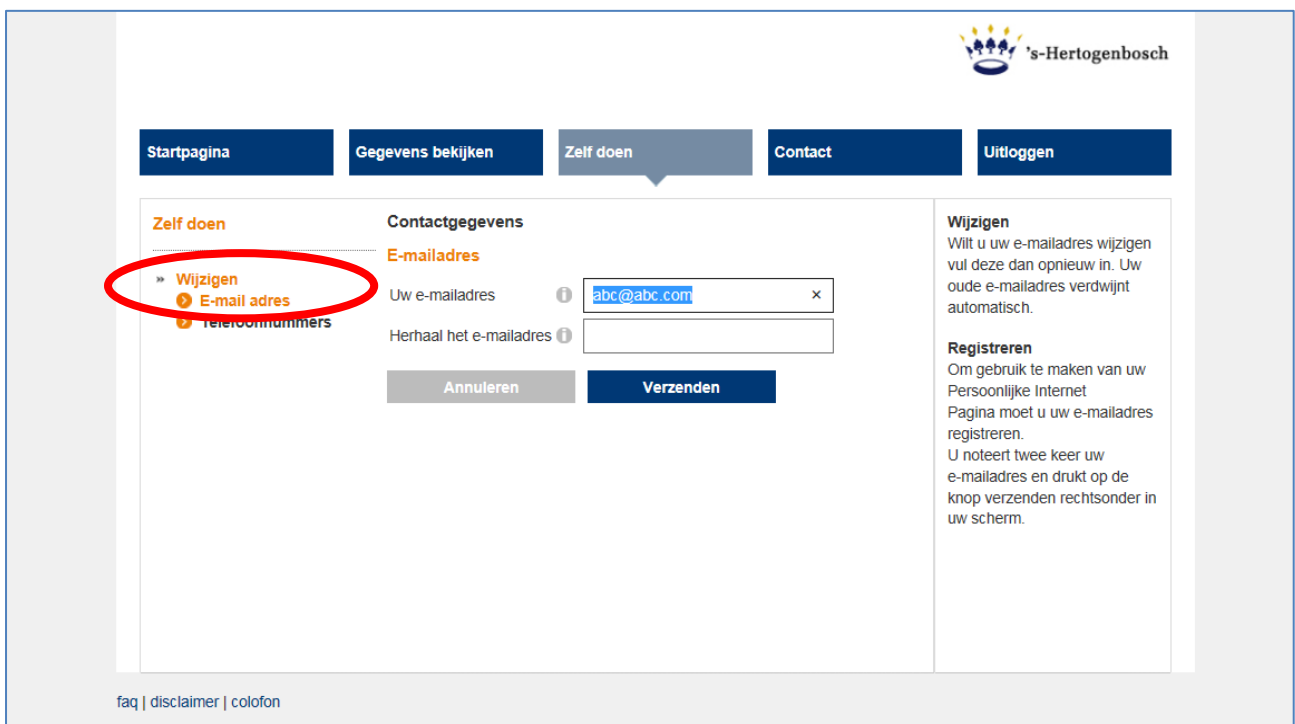 's-Hertogenbosch
Startpagina
Gegevens bekijken
Zelf doen
Contact
Uitloggen
Zelf doen
» Wijzigen
E-mail adres
Telefoonnummers
Contactgegevens
E-mailadres
Uw e-mailadres
abc@abc.com ×
Herhaal het e-mailadres
Annuleren
Verzenden
Wijzigen
Wilt u uw e-mailadres wijzigen
vul deze dan opnieuw in. Uw
oude e-mailadres verdwijnt
automatisch.
Registreren
Om gebruik te maken van uw
Persoonlijke Internet
Pagina moet u uw e-mailadres
registreren.
U noteert twee keer uw
e-mailadres en drukt op de
knop verzenden rechtsonder in
uw scherm.
faq | disclaimer | colofon